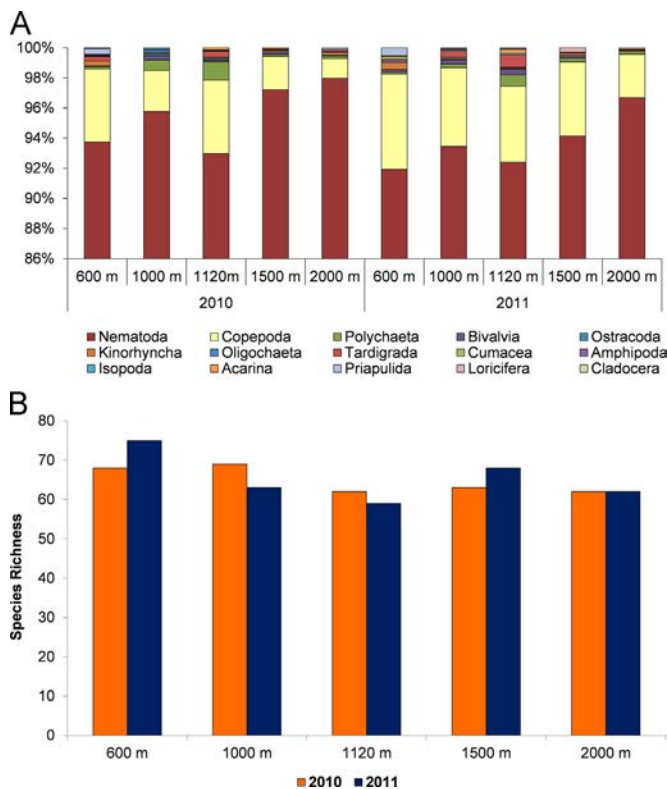 A
100%
98%
96%
94%
92%
90%
88%
86%
600 m 1000 m 1120m 1500 m 2000 m 600 m 1000 m 1120 m 1500 m 2000 m
2010 2011
Nematoda Copepoda Polychaeta Bivalvia Ostracoda
Kinorhyncha Oligochaeta Tardigrada Cumacea Amphipoda
Isopoda Acarina Priapulida Loricifera Cladocera
B
80
70
60
50
40
30
20
10
0
Species Richness
600 m 1000 m 1120 m 1500 m 2000 m
2010 2011